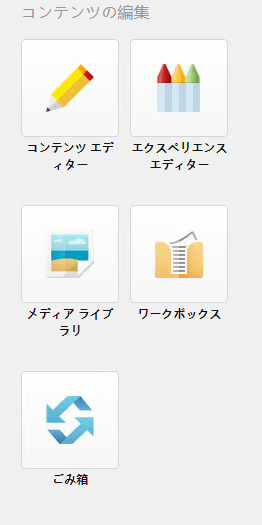 コンテンツの編集
コンテンツ エデ
ィター
エクスペリエンス
エディター
メディア ライブ
ラリ
ワークボックス
ごみ箱